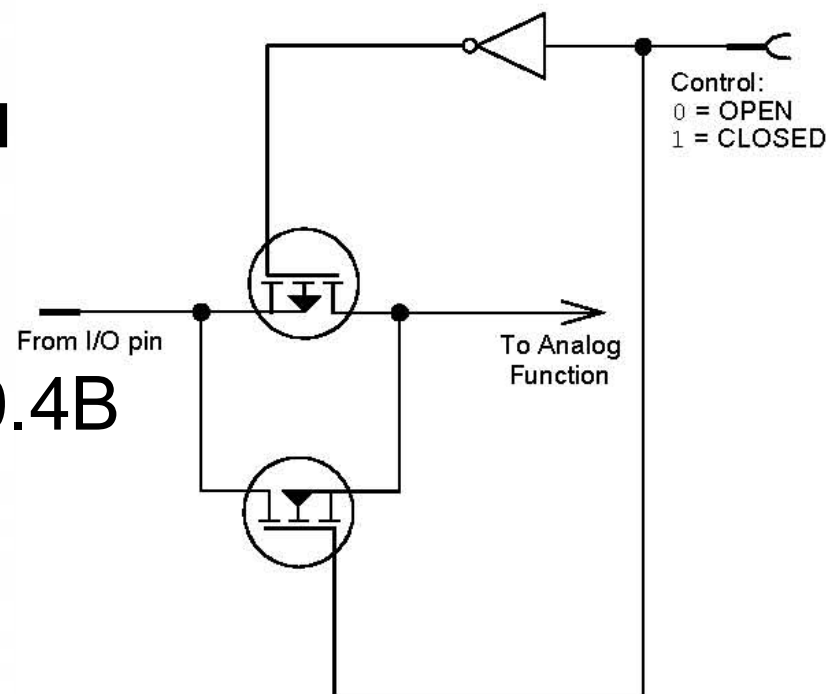 Control:
0 = OPEN
1 = CLOSED
From I/O pin
To Analog
Function
.4B